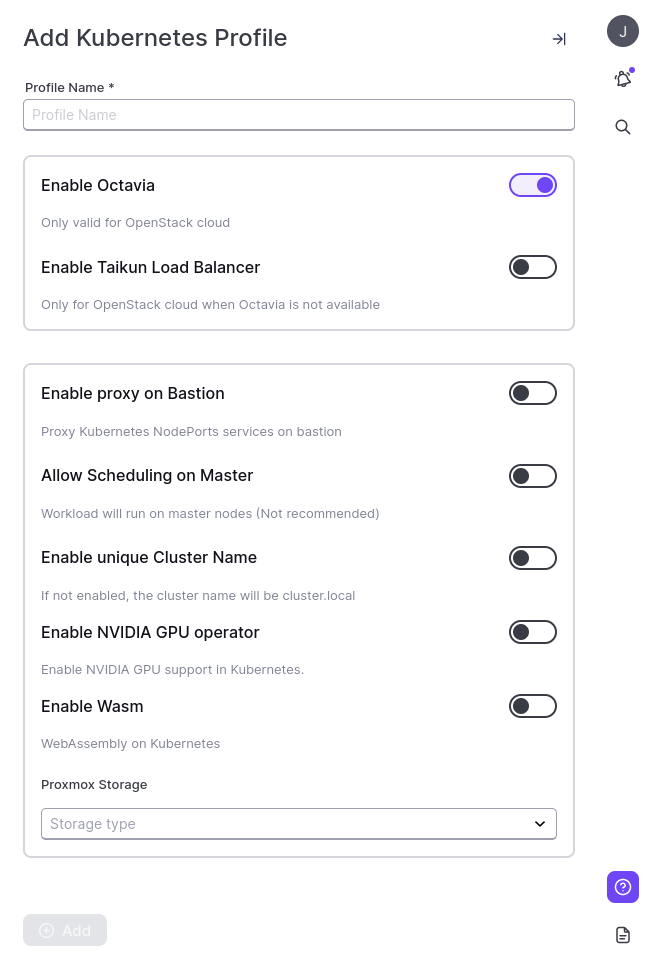 Add Kubernetes Profile
J
Profile Name *
Profile Name
Enable Octavia
Only valid for OpenStack cloud
Enable Taikun Load Balancer
Only for OpenStack cloud when Octavia is not available
Enable proxy on Bastion
Proxy Kubernetes NodePorts services on bastion
Allow Scheduling on Master
Workload will run on master nodes (Not recommended)
Enable unique Cluster Name
If not enabled, the cluster name will be cluster.local
Enable NVIDIA GPU operator
Enable NVIDIA GPU support in Kubernetes.
Enable Wasm
WebAssembly on Kubernetes
Proxmox Storage
Storage type
Add